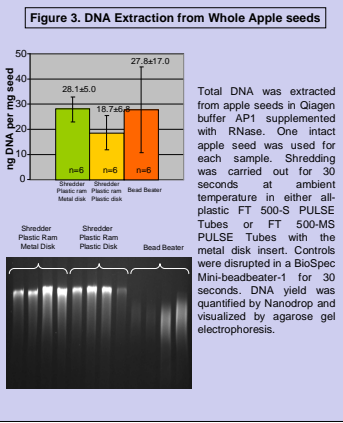 Figure 3. DNA Extraction from Whole Apple seeds
ng DNA per mg seed
50
40
30
20
10
0
28.1±5.0
18.7±6.8
27.8±17.0
n=6
n=6
n=6
Shredder
Plastic ram
Metal disk
Shredder
Plastic ram
Plastic disk
Bead Beater
Shredder
Plastic Ram
Metal Disk
Shredder
Plastic Ram
Plastic Disk
Bead Beater
Total DNA was extracted
from apple seeds in Qiagen
buffer AP1 supplemented
with RNase. One intact
apple seed was used for
each sample. Shredding
was carried out for 30
seconds at ambient
temperature in either all-
plastic FT 500-S PULSE
Tubes or FT 500-MS
PULSE Tubes with the
metal disk insert. Controls
were disrupted in a BioSpec
Mini-beadbeater-1 for 30
seconds. DNA yield was
quantified by Nanodrop and
visualized by agarose gel
electrophoresis.